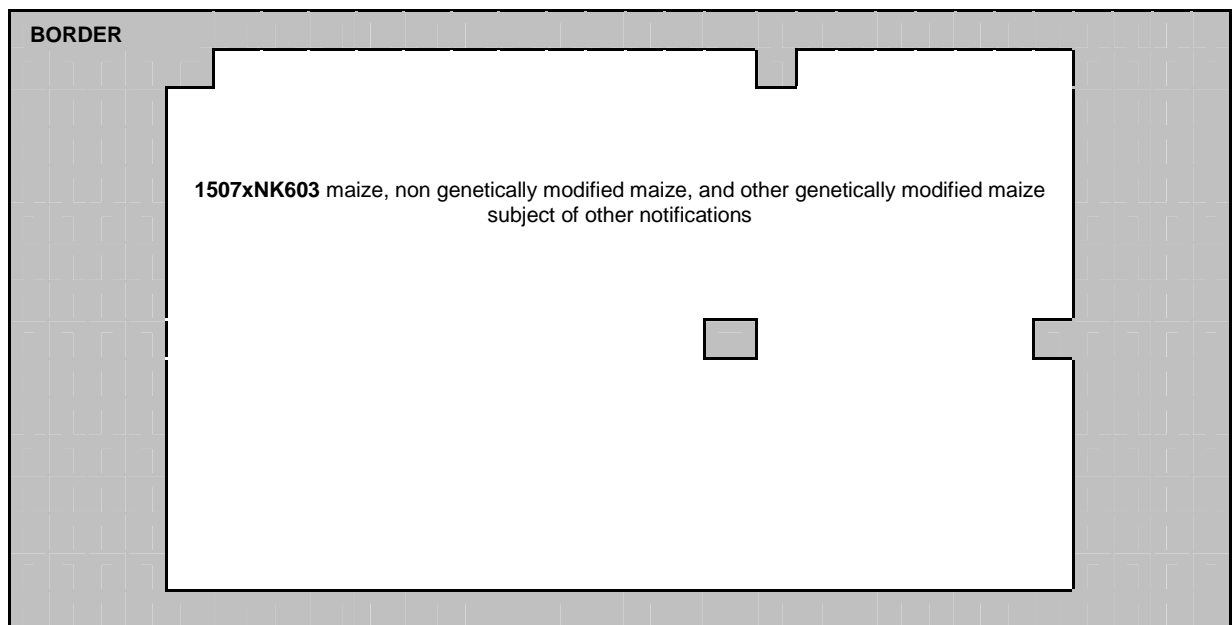 BORDER
1507xNK603 maize, non genetically modified maize, and other genetically modified maize
subject of other notifications